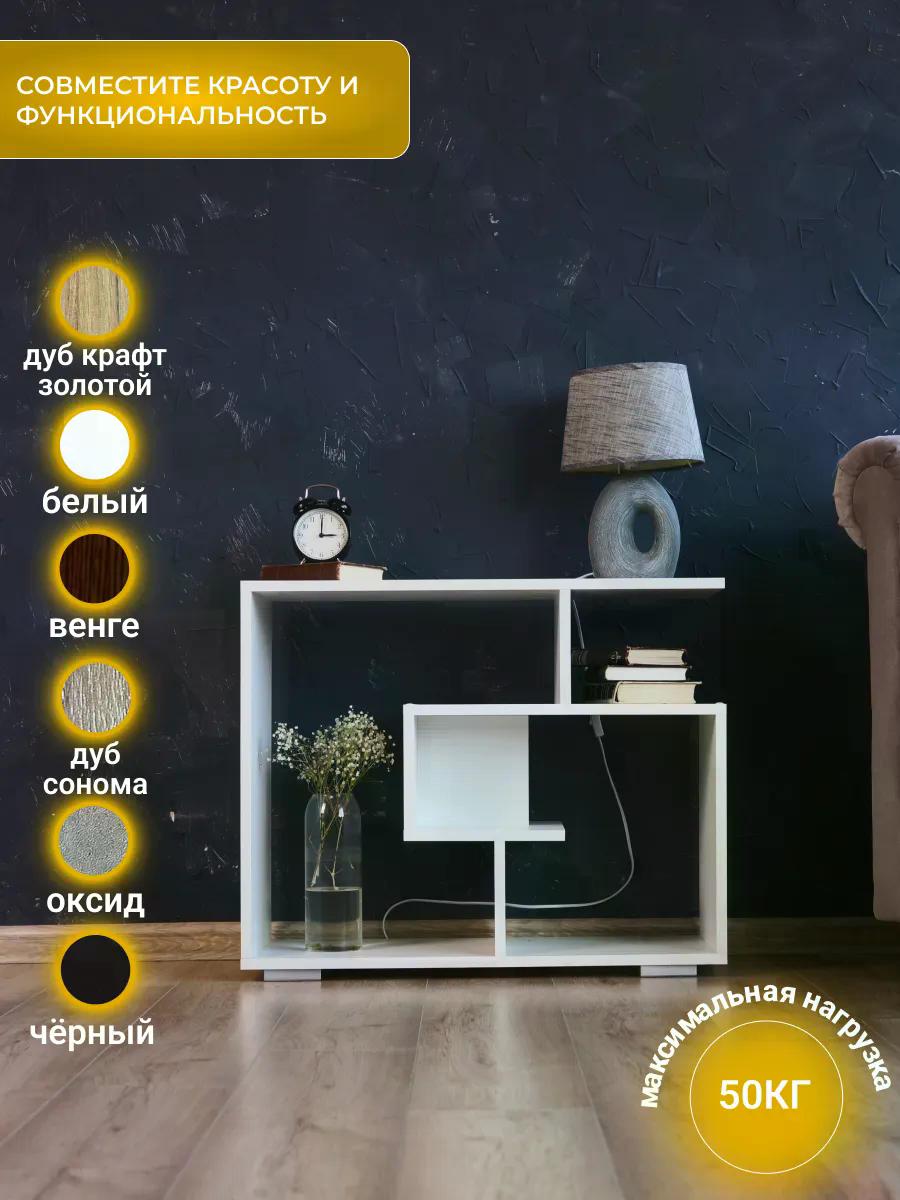 СОВМЕСТИТЕ КРАСОТУ И
ФУНКЦИОНАЛЬНОСТЬ
дуб крафт
золотой
белый
венге
дуб
сонома
оксид
чёрный
максимальная нагрузка
50КГ